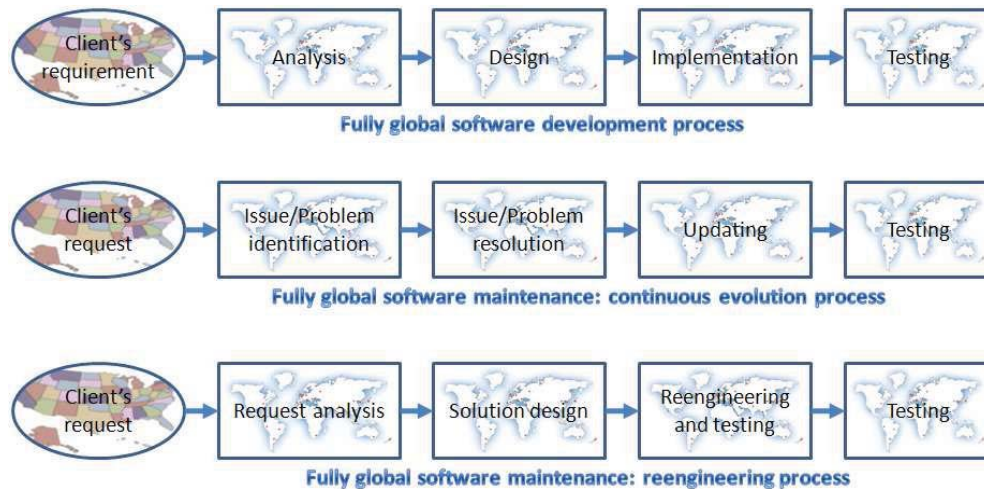 Client's
requirement
Analysis
Design
Implementation
Testing
Fully global software development process
Client's
request
Issue/Problem
identification
Issue/Problem
resolution
Updating
Testing
Fully global software maintenance: continuous evolution process
Client's
request
Request analysis
Solution design
Reengineering
and testing
Testing
Fully global software maintenance: reengineering process